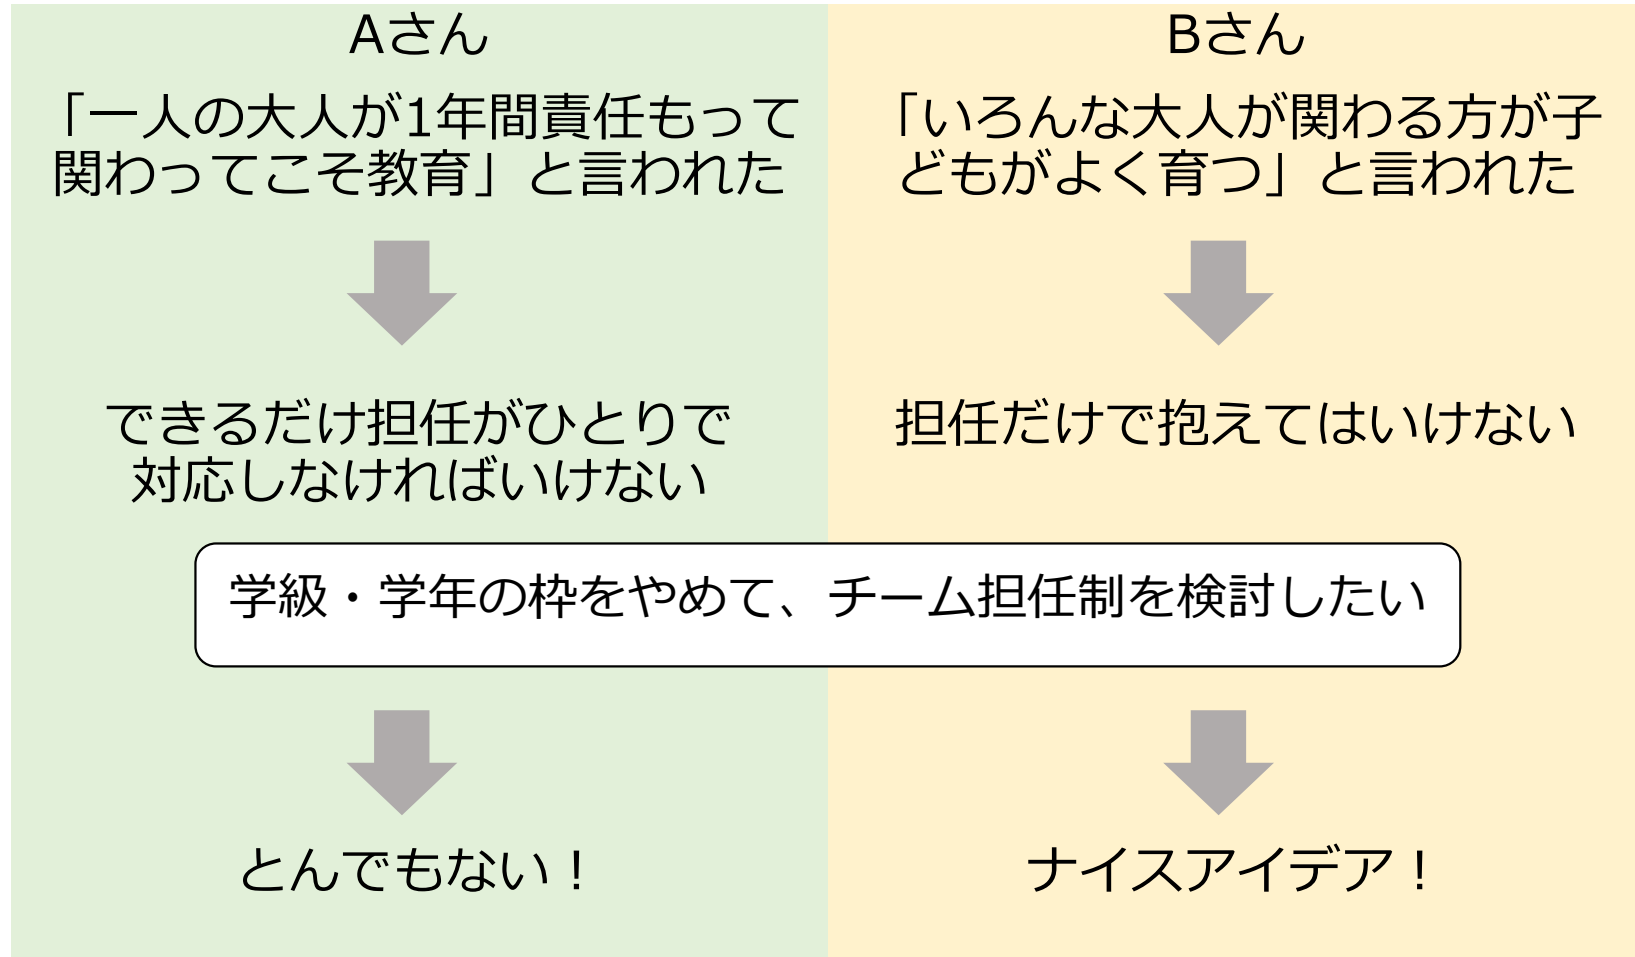 Aさん
「一人の大人が1年間責任もって
関わってこそ教育」と言われた
できるだけ担任がひとりで
対応しなければいけない
Bさん
「いろんな大人が関わる方が子
どもがよく育つ」と言われた
担任だけで抱えてはいけない
学級・学年の枠をやめて、チーム担任制を検討したい
とんでもない！
ナイスアイデア！